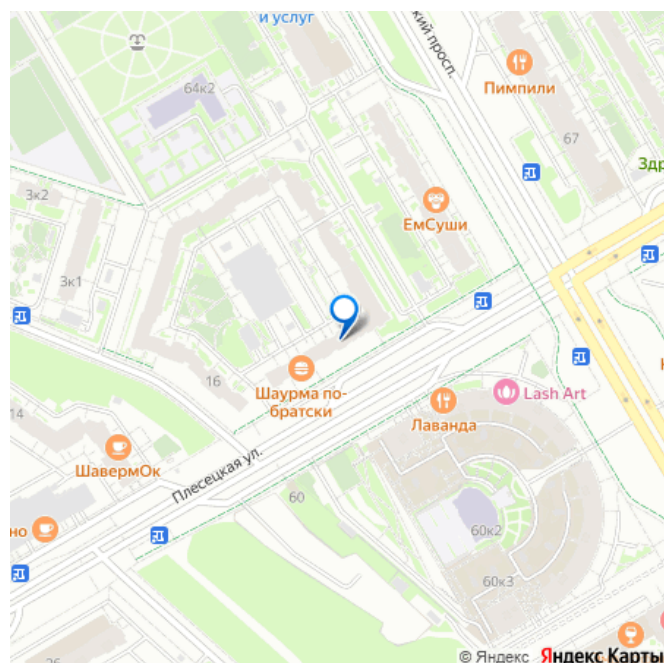 и услуг
кий просп.
Пимпили
64к2
67
Здр
3к2
ЕмСуши
3к1
16
Шаурма по-
братски
Lash Art
Лаванда
14
ШавермОк
Плесецкая ул.
60
но
60к2
60к3
© Яндекс Яндекс Карты